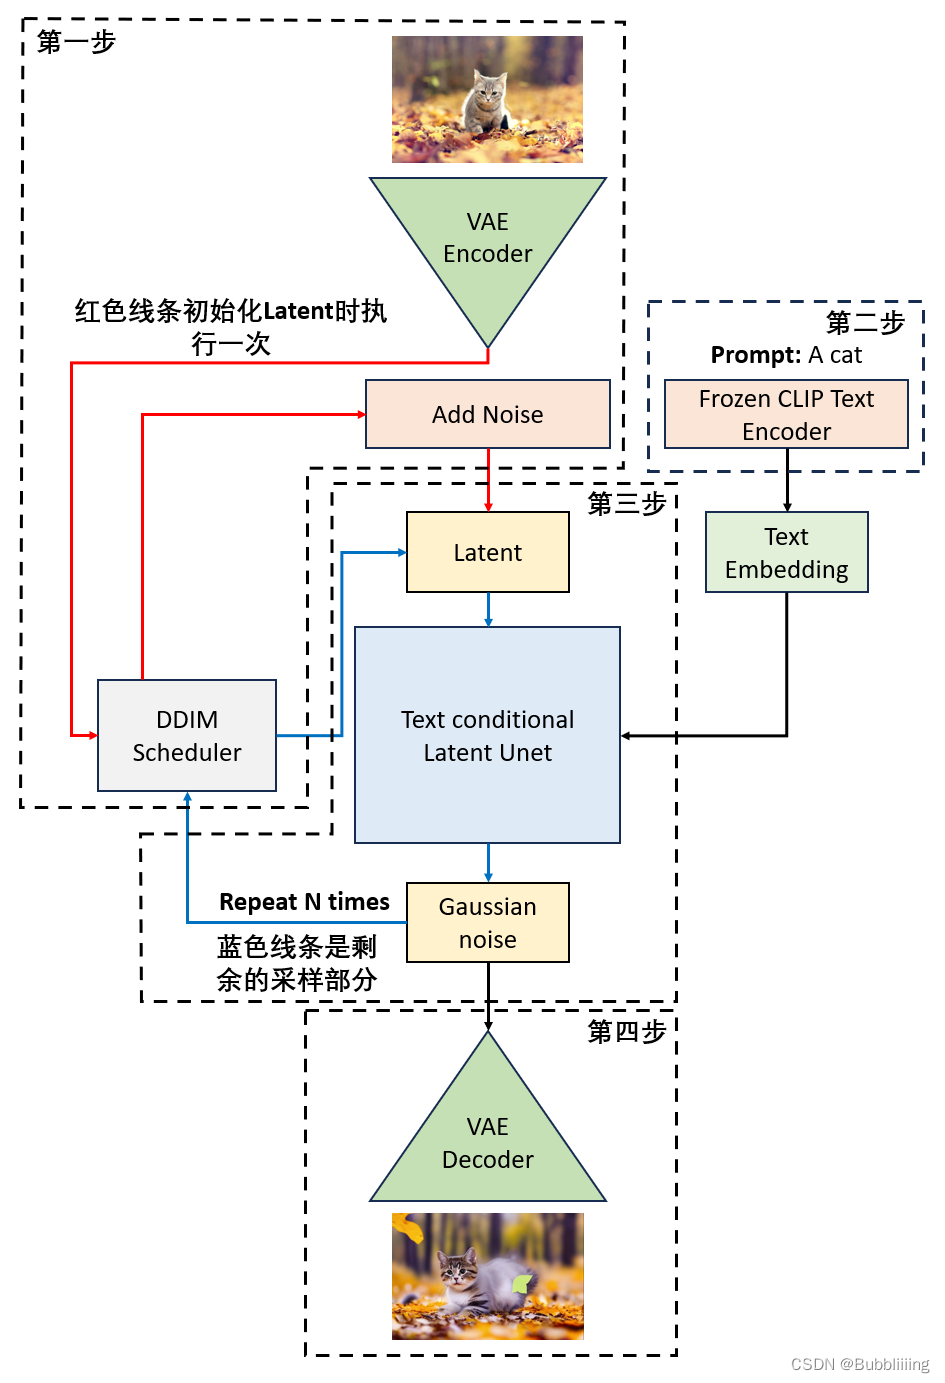 第一步
VAE
Encoder
红色线条初始化Latent时执
行一次
第二步
Prompt: A cat
Frozen CLIP Text
Encoder
Add Noise
第三步
Latent
Text
Embedding
DDIM
Scheduler
Text conditional
Latent Unet
Repeat N times
蓝色线条是剩
余的采样部分
Gaussian
noise
第四步
VAE
Decoder
CSDN @Bubbliiiing